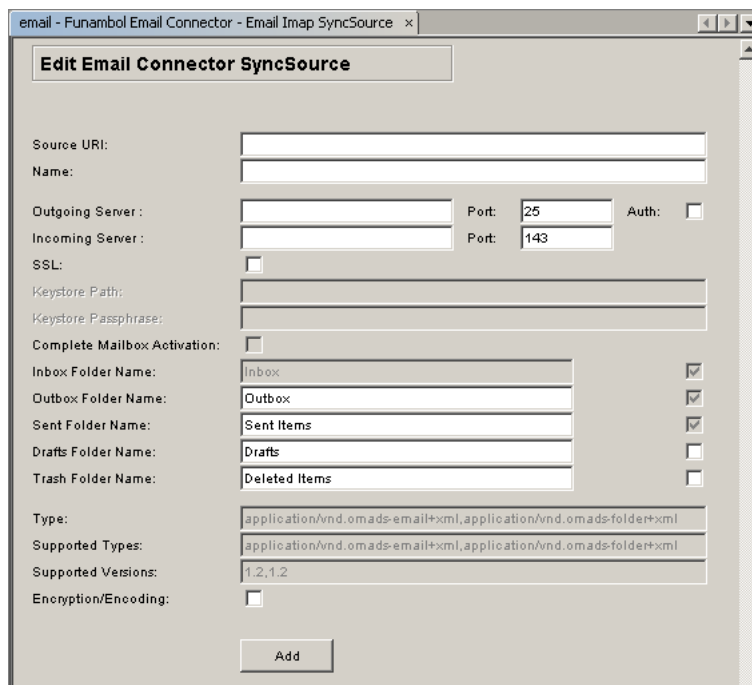 email - Funambol Email Connector - Email Imap SyncSource ×
Edit Email Connector SyncSource
Source URI:
Name:
Outgoing Server : Port: 25 Auth:
Incoming Server : Port: 143
SSL:
Keystore Path:
Keystore Passphrase:
Complete Mailbox Activation:
Inbox Folder Name: Inbox
Outbox Folder Name: Outbox
Sent Folder Name: Sent Items
Drafts Folder Name: Drafts
Trash Folder Name: Deleted Items
Type: application/vnd.omads-email+xml,application/vnd.omads-folder+xml
Supported Types: application/vnd.omads-email+xml,application/vnd.omads-folder+xml
Supported Versions: 1.2,1.2
Encryption/Encoding:
Add